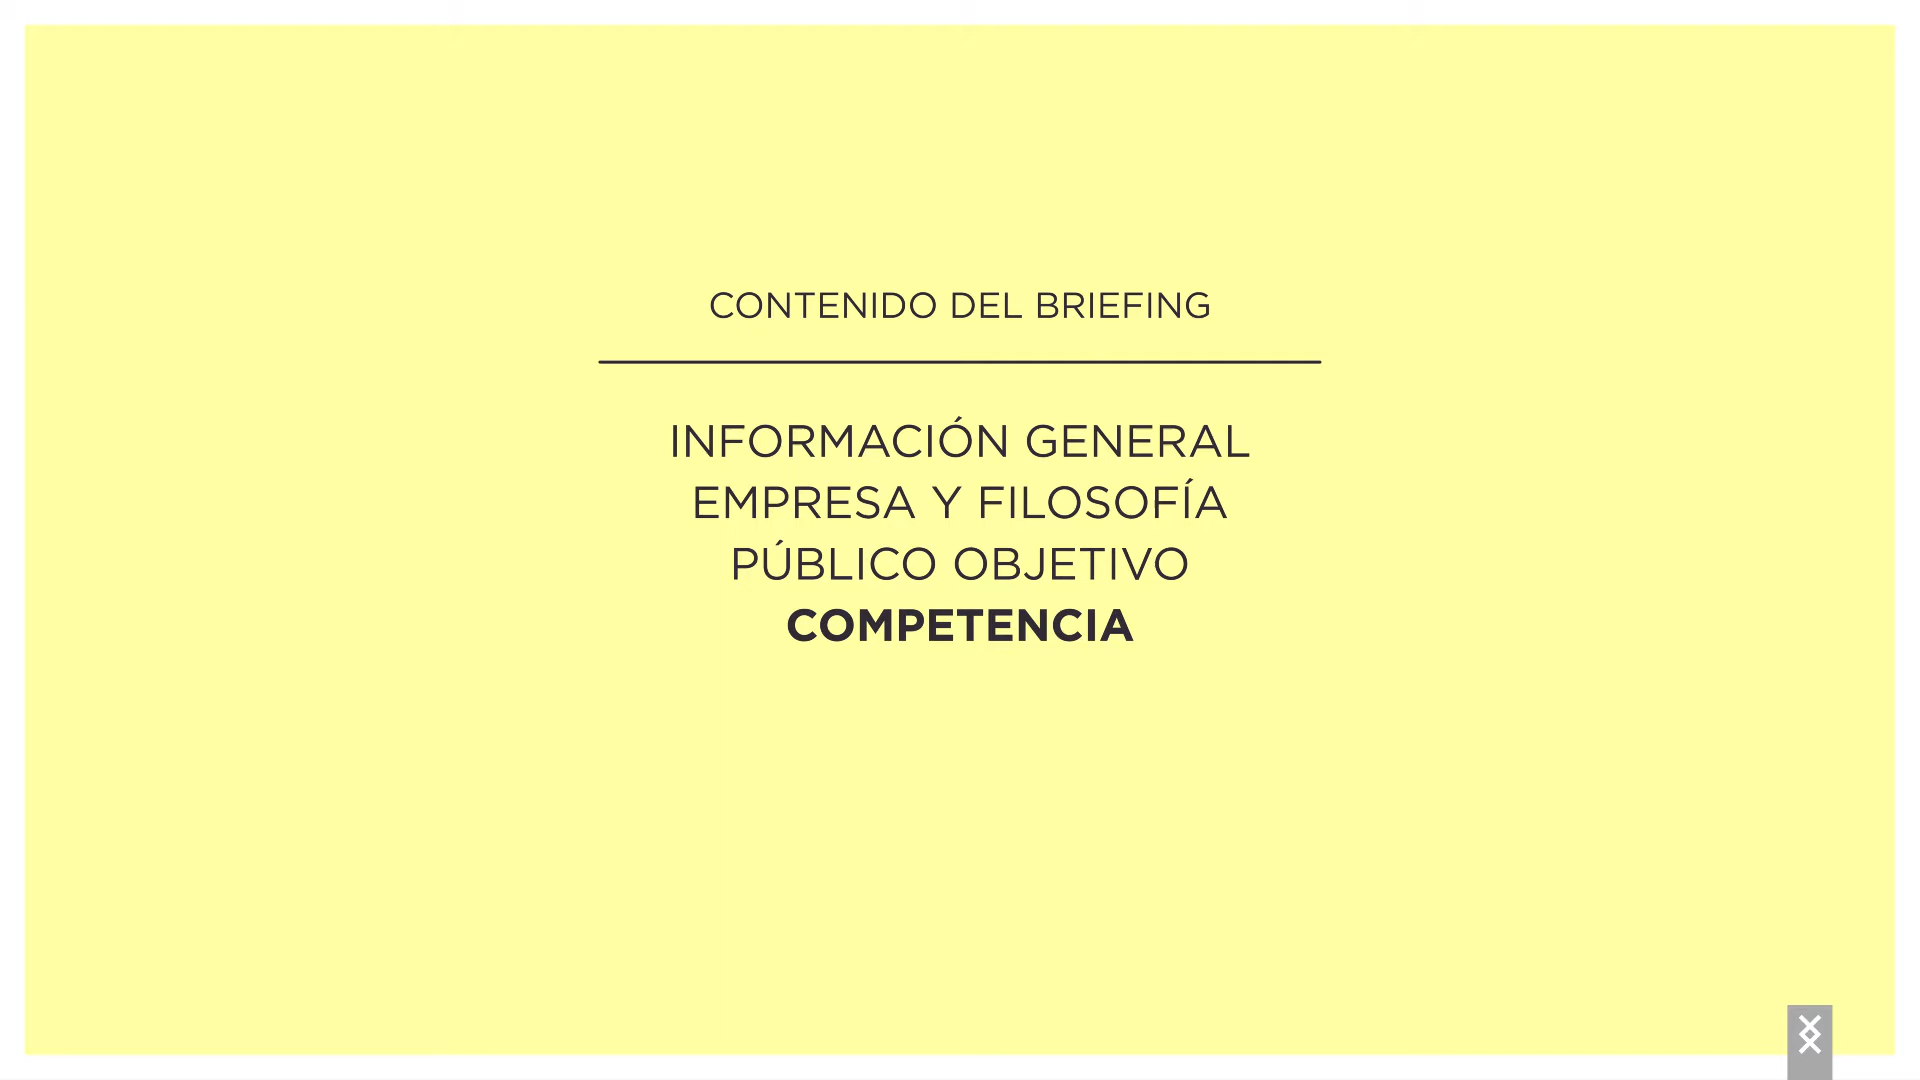 CONTENIDO DEL BRIEFING
INFORMACIÓN GENERAL
EMPRESA Y FILOSOFÍA
PÚBLICO OBJETIVO
COMPETENCIA